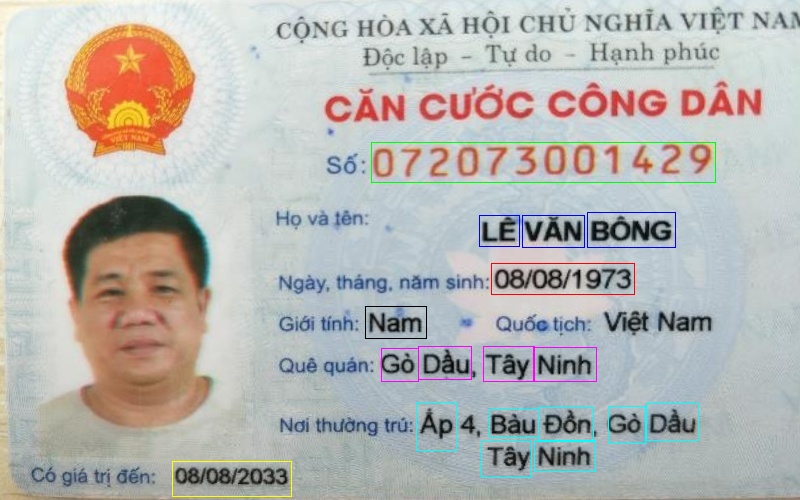 CỘNG HÒA XÃ HỘI CHỦ NGHĨA VIỆT NAM
Độc lập - Tự do - Hạnh phúc
CĂN CƯỚC CÔNG DÂN
Số: 072073001429
Họ và tên:
LÊ VĂN BÔNG
Ngày, tháng, năm sinh: 08/08/1973
Giới tính: Nam Quốc tịch: Việt Nam
Quê quán: Gò Dầu, Tây Ninh
Nơi thường trú: Ấp 4, Bàu Đồn, Gò Dầu
Tây Ninh
Có giá trị đến: 08/08/2033